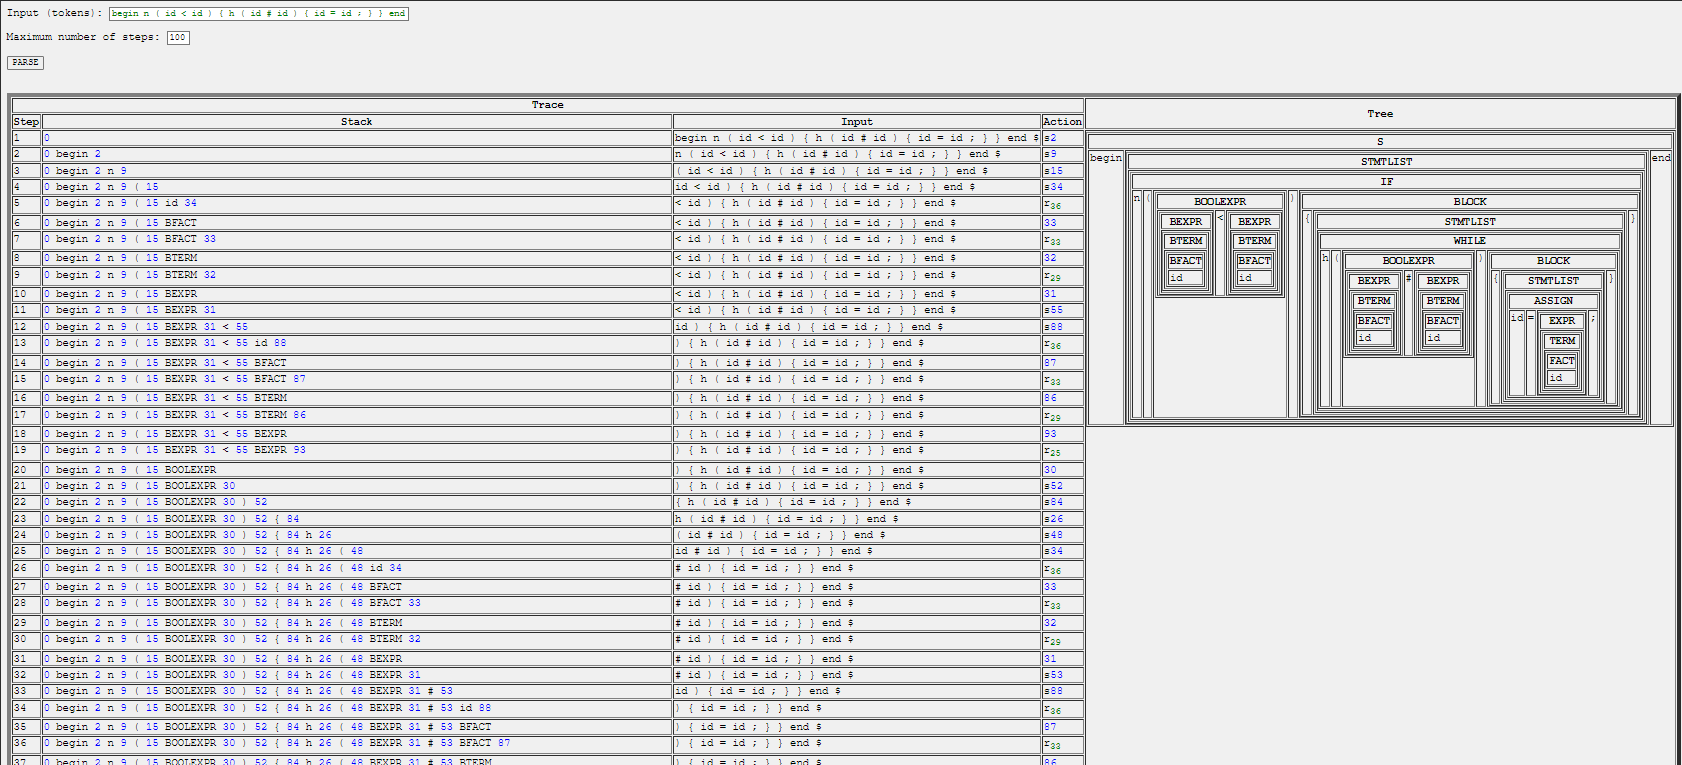 Input (tokens): begin n ( id < id ) { h ( id # id ) { id = id ; } } end
Maximum number of steps: 100
PARSE
Trace
Step Stack Input Action
1 0 begin n ( id < id ) { h ( id # id ) { id = id ; } } end $ s2
2 0 begin 2 n ( id < id ) { h ( id # id ) { id = id ; } } end $ s9
3 0 begin 2 n 9 ( id < id ) { h ( id # id ) { id = id ; } } end $ s15
4 0 begin 2 n 9 ( 15 id < id ) { h ( id # id ) { id = id ; } } end $ s34
5 0 begin 2 n 9 ( 15 id 34 < id ) { h ( id # id ) { id = id ; } } end $ r36
6 0 begin 2 n 9 ( 15 BFACT < id ) { h ( id # id ) { id = id ; } } end $ 33
7 0 begin 2 n 9 ( 15 BFACT 33 < id ) { h ( id # id ) { id = id ; } } end $ r33
8 0 begin 2 n 9 ( 15 BTERM < id ) { h ( id # id ) { id = id ; } } end $ 32
9 0 begin 2 n 9 ( 15 BTERM 32 < id ) { h ( id # id ) { id = id ; } } end $ r29
10 0 begin 2 n 9 ( 15 BEXPR < id ) { h ( id # id ) { id = id ; } } end $ 31
11 0 begin 2 n 9 ( 15 BEXPR 31 < id ) { h ( id # id ) { id = id ; } } end $ s55
12 0 begin 2 n 9 ( 15 BEXPR 31 < 55 id ) { h ( id # id ) { id = id ; } } end $ s88
13 0 begin 2 n 9 ( 15 BEXPR 31 < 55 id 88 ) { h ( id # id ) { id = id ; } } end $ r36
14 0 begin 2 n 9 ( 15 BEXPR 31 < 55 BFACT ) { h ( id # id ) { id = id ; } } end $ 87
15 0 begin 2 n 9 ( 15 BEXPR 31 < 55 BFACT 87 ) { h ( id # id ) { id = id ; } } end $ r33
16 0 begin 2 n 9 ( 15 BEXPR 31 < 55 BTERM ) { h ( id # id ) { id = id ; } } end $ 86
17 0 begin 2 n 9 ( 15 BEXPR 31 < 55 BTERM 86 ) { h ( id # id ) { id = id ; } } end $ r29
18 0 begin 2 n 9 ( 15 BEXPR 31 < 55 BEXPR ) { h ( id # id ) { id = id ; } } end $ 93
19 0 begin 2 n 9 ( 15 BEXPR 31 < 55 BEXPR 93 ) { h ( id # id ) { id = id ; } } end $ r25
20 0 begin 2 n 9 ( 15 BOOLEXPR ) { h ( id # id ) { id = id ; } } end $ 30
21 0 begin 2 n 9 ( 15 BOOLEXPR 30 ) { h ( id # id ) { id = id ; } } end $ s52
22 0 begin 2 n 9 ( 15 BOOLEXPR 30 ) 52 { h ( id # id ) { id = id ; } } end $ s84
23 0 begin 2 n 9 ( 15 BOOLEXPR 30 ) 52 { 84 h ( id # id ) { id = id ; } } end $ s26
24 0 begin 2 n 9 ( 15 BOOLEXPR 30 ) 52 { 84 h 26 ( id # id ) { id = id ; } } end $ s48
25 0 begin 2 n 9 ( 15 BOOLEXPR 30 ) 52 { 84 h 26 ( 48 id # id ) { id = id ; } } end $ s34
26 0 begin 2 n 9 ( 15 BOOLEXPR 30 ) 52 { 84 h 26 ( 48 id 34 # id ) { id = id ; } } end $ r36
27 0 begin 2 n 9 ( 15 BOOLEXPR 30 ) 52 { 84 h 26 ( 48 BFACT # id ) { id = id ; } } end $ 33
28 0 begin 2 n 9 ( 15 BOOLEXPR 30 ) 52 { 84 h 26 ( 48 BFACT 33 # id ) { id = id ; } } end $ r33
29 0 begin 2 n 9 ( 15 BOOLEXPR 30 ) 52 { 84 h 26 ( 48 BTERM # id ) { id = id ; } } end $ 32
30 0 begin 2 n 9 ( 15 BOOLEXPR 30 ) 52 { 84 h 26 ( 48 BTERM 32 # id ) { id = id ; } } end $ r29
31 0 begin 2 n 9 ( 15 BOOLEXPR 30 ) 52 { 84 h 26 ( 48 BEXPR # id ) { id = id ; } } end $ 31
32 0 begin 2 n 9 ( 15 BOOLEXPR 30 ) 52 { 84 h 26 ( 48 BEXPR 31 # id ) { id = id ; } } end $ s53
33 0 begin 2 n 9 ( 15 BOOLEXPR 30 ) 52 { 84 h 26 ( 48 BEXPR 31 # 53 id ) { id = id ; } } end $ s88
34 0 begin 2 n 9 ( 15 BOOLEXPR 30 ) 52 { 84 h 26 ( 48 BEXPR 31 # 53 id 88 ) { id = id ; } } end $ r36
35 0 begin 2 n 9 ( 15 BOOLEXPR 30 ) 52 { 84 h 26 ( 48 BEXPR 31 # 53 BFACT ) { id = id ; } } end $ 87
36 0 begin 2 n 9 ( 15 BOOLEXPR 30 ) 52 { 84 h 26 ( 48 BEXPR 31 # 53 BFACT 87 ) { id = id ; } } end $ r33
37 0 begin 2 n 9 ( 15 BOOLEXPR 30 ) 52 { 84 h 26 ( 48 BEXPR 31 # 53 BTERM ) { id = id ; } } end $ 86
Tree
S
begin STMTLIST end
IF
n ( BOOLEXPR ) BLOCK
BEXPR < BEXPR { STMTLIST }
BTERM BTERM WHILE
BFACT BFACT h ( BOOLEXPR ) BLOCK
id id BEXPR # BEXPR { STMTLIST }
BTERM BTERM ASSIGN
BFACT BFACT id = EXPR ;
id id TERM
FACT
id